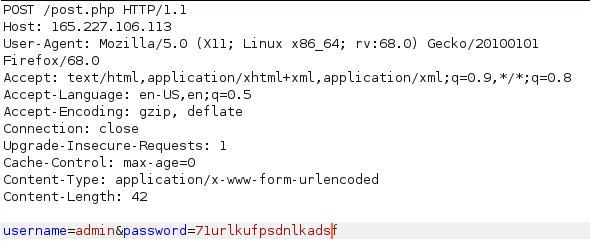 POST /post.php HTTP/1.1
Host: 165.227.106.113
User-Agent: Mozilla/5.0 (X11; Linux x86_64; rv:68.0) Gecko/20100101
Firefox/68.0
Accept: text/html,application/xhtml+xml,application/xml;q=0.9,*/*;q=0.8
Accept-Language: en-US,en;q=0.5
Accept-Encoding: gzip, deflate
Connection: close
Upgrade-Insecure-Requests: 1
Cache-Control: max-age=0
Content-Type: application/x-www-form-urlencoded
Content-Length: 42
username=admin&password=71urlkufpsdnlkadsf